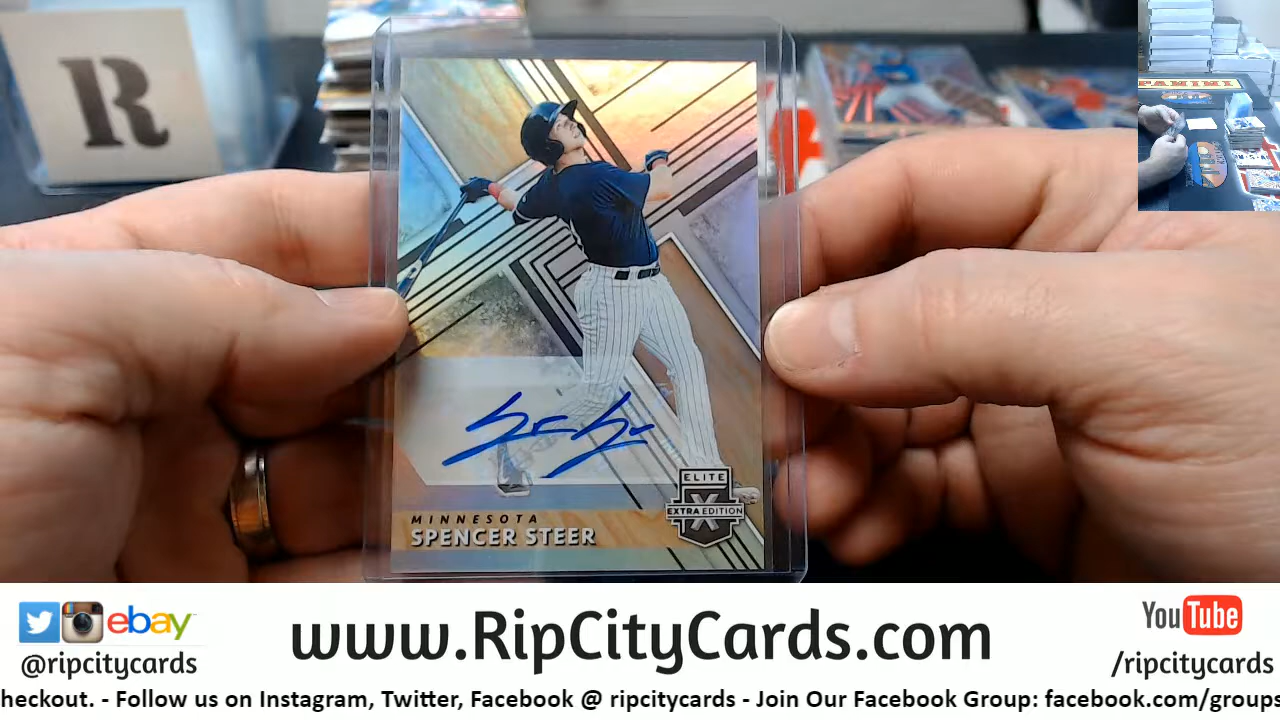 R
PANINI
MINNESOTA
SPENCER STEER
ELITE
X
EXTRA EDITION
ebay
@ripcitycards
www.RipCityCards.com
YouTube
/ripcitycards
heckout. - Follow us on Instagram, Twitter, Facebook @ ripcitycards - Join Our Facebook Group: facebook.com/groups